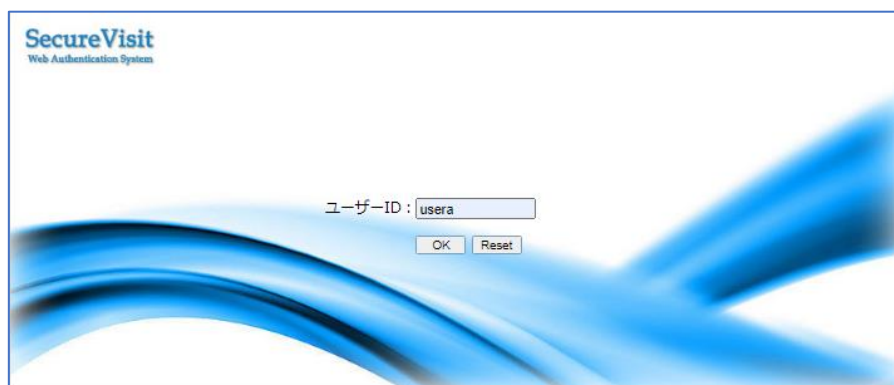 SecureVisit
Web Authentication System
ユーザーID : usera
OK Reset